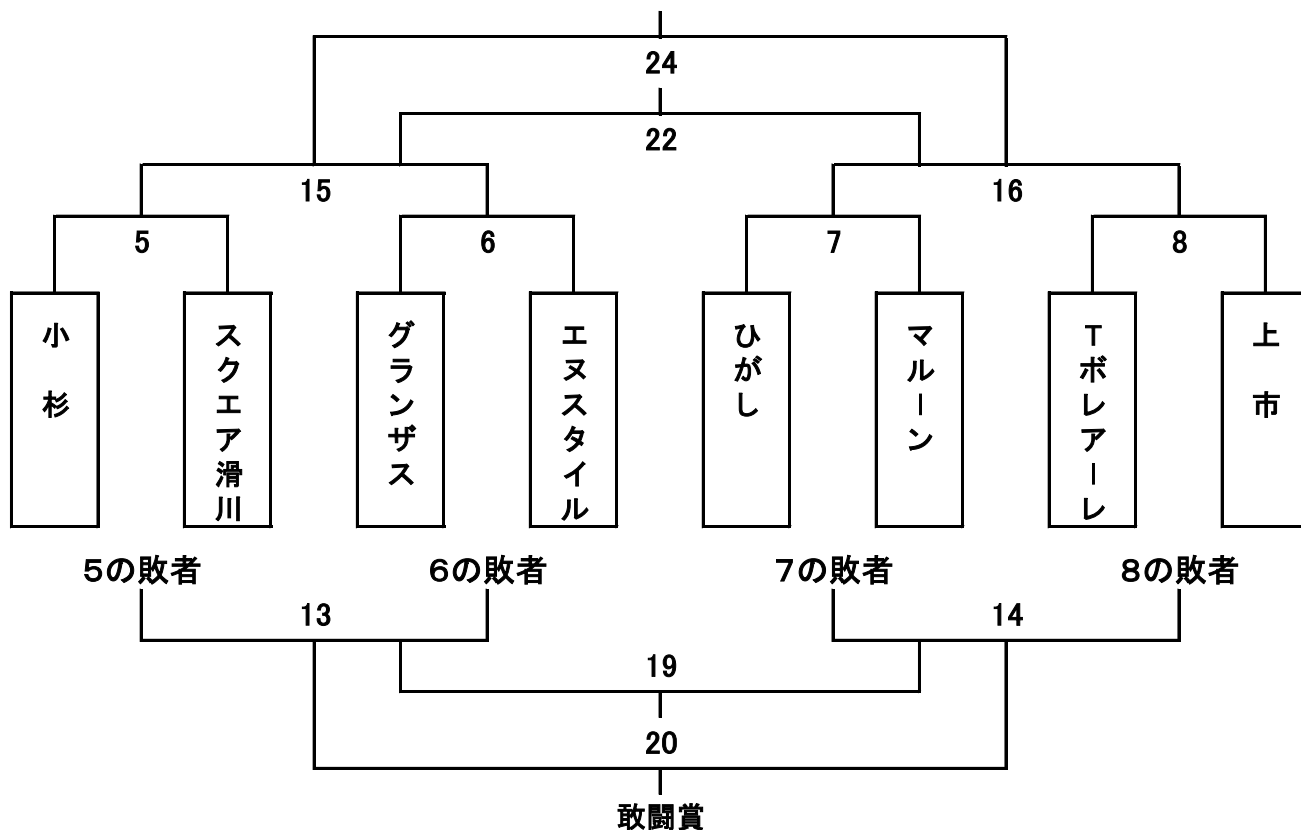 24
22
15
16
5
6
7
8
小杉
スクエア滑川
グランザス
エヌスタイル
ひがし
マルーン
Tボレアーレ
上市
5の敗者
6の敗者
7の敗者
8の敗者
13
14
19
20
敢闘賞